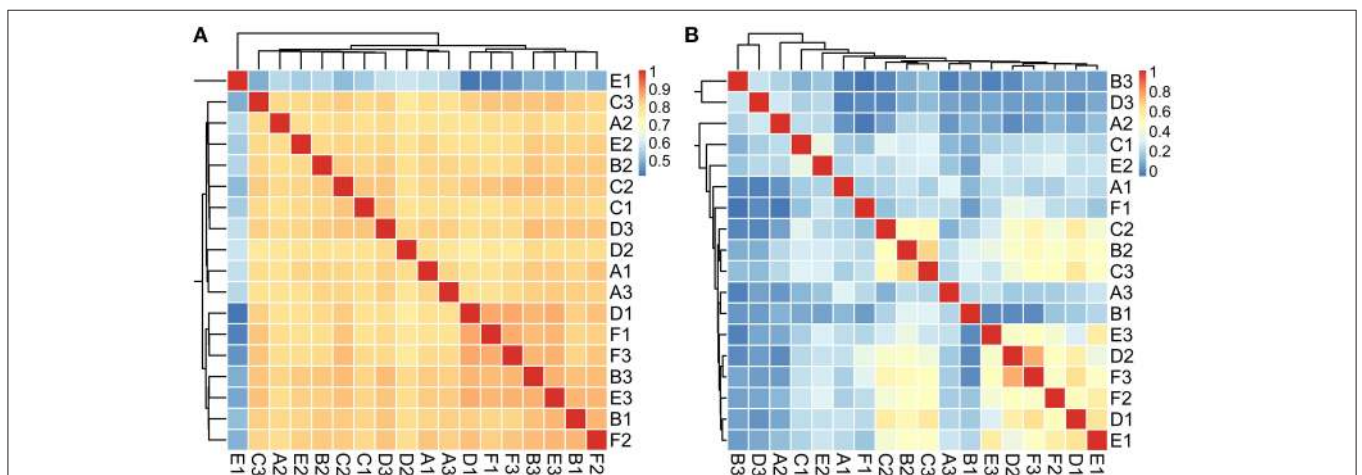 A
B
1
0.9
0.8
0.7
0.6
0.5
E1
C3
A2
E2
B2
C2
C1
D3
D2
A1
A3
D1
F1
F3
B3
E3
B1
F2
E1 C3 A2 E2 B2 C2 C1 D3 D2 A1 A3 D1 F1 F3 B3 E3 B1 F2
1
0.8
0.6
0.4
0.2
0
B3
D3
A2
C1
E2
A1
F1
C2
B2
C3
A3
B1
E3
D2
F3
F2
D1
E1
B3 D3 A2 C1 E2 A1 F1 C2 B2 C3 A3 B1 E3 D2 F3 F2 D1 E1